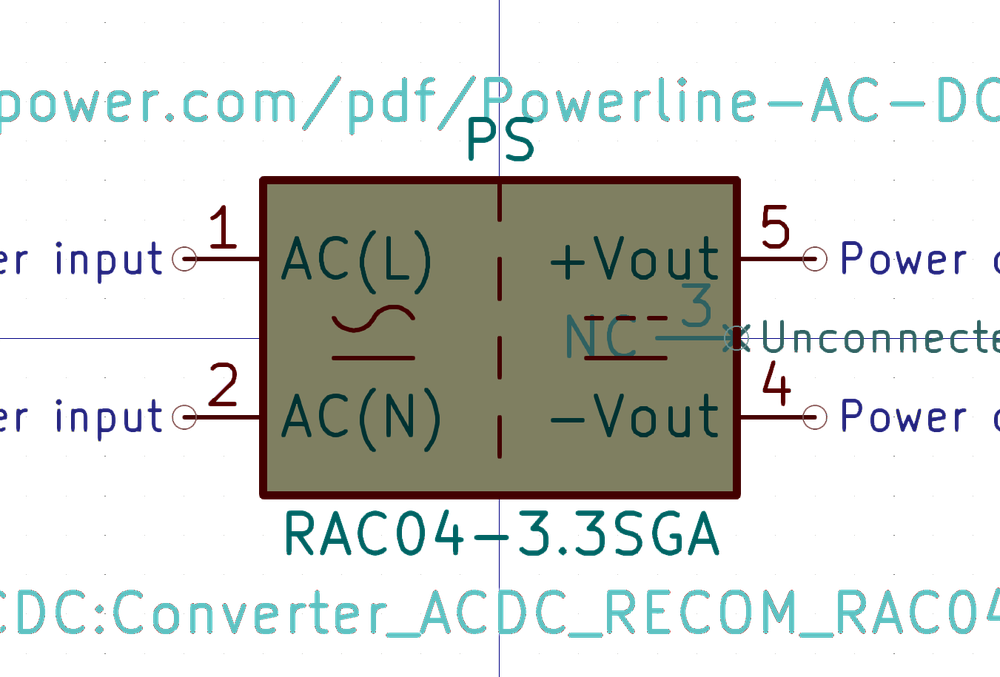 power.com/pdf/Powerline-AC-DC
PS
1 5
er input AC(L) +Vout Power o
3
NC Unconnecte
2 4
er input AC(N) -Vout Power o
RAC04-3.3SGA
CDC:Converter_ACDC_RECOM_RAC04